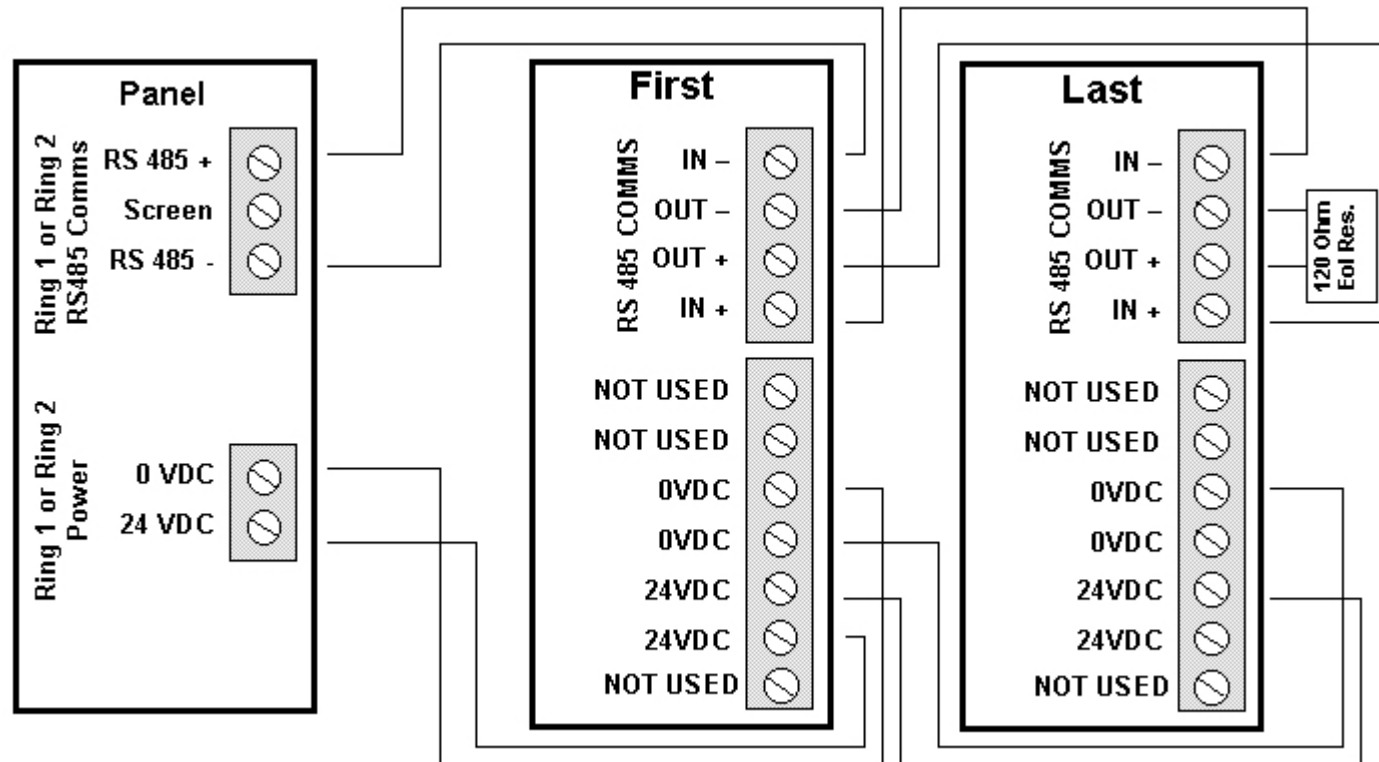 Panel
Ring 1 or Ring 2
RS485 Comms
RS 485 +
Screen
RS 485 -
Ring 1 or Ring 2
Power
0 VDC
24 VDC
First
RS 485 COMMS
IN –
OUT –
OUT +
IN +
NOT USED
NOT USED
0VDC
0VDC
24VDC
24VDC
NOT USED
Last
RS 485 COMMS
IN –
OUT –
OUT +
IN +
NOT USED
NOT USED
0VDC
0VDC
24VDC
24VDC
NOT USED
120 Ohm
Eol Res.